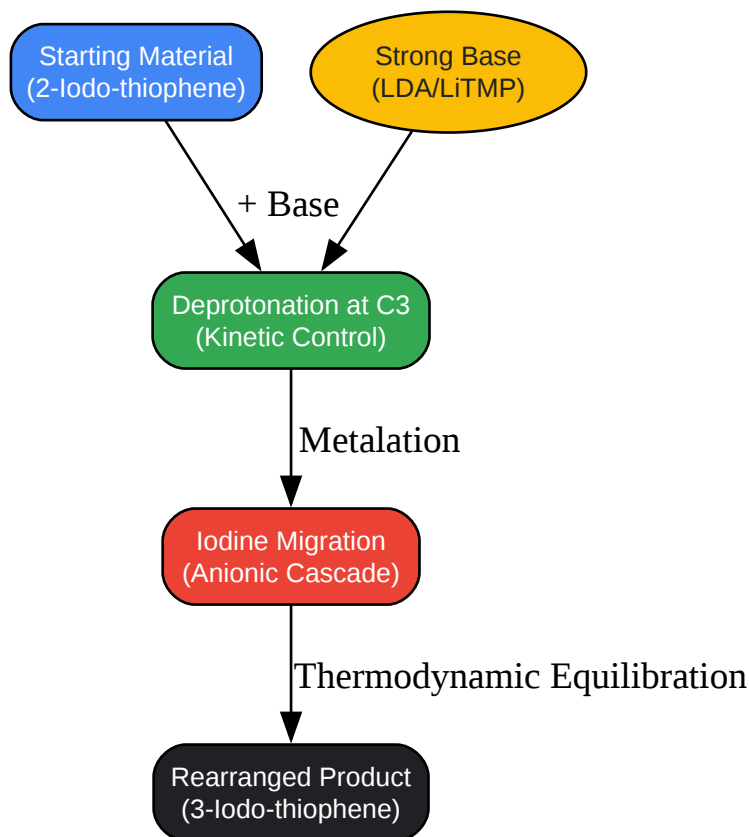 Starting Material
(2-Iodo-thiophene)
Strong Base
(LDA/LiTMP)
+ Base
Deprotonation at C3
(Kinetic Control)
Metalation
Iodine Migration
(Anionic Cascade)
Thermodynamic Equilibration
Rearranged Product
(3-Iodo-thiophene)